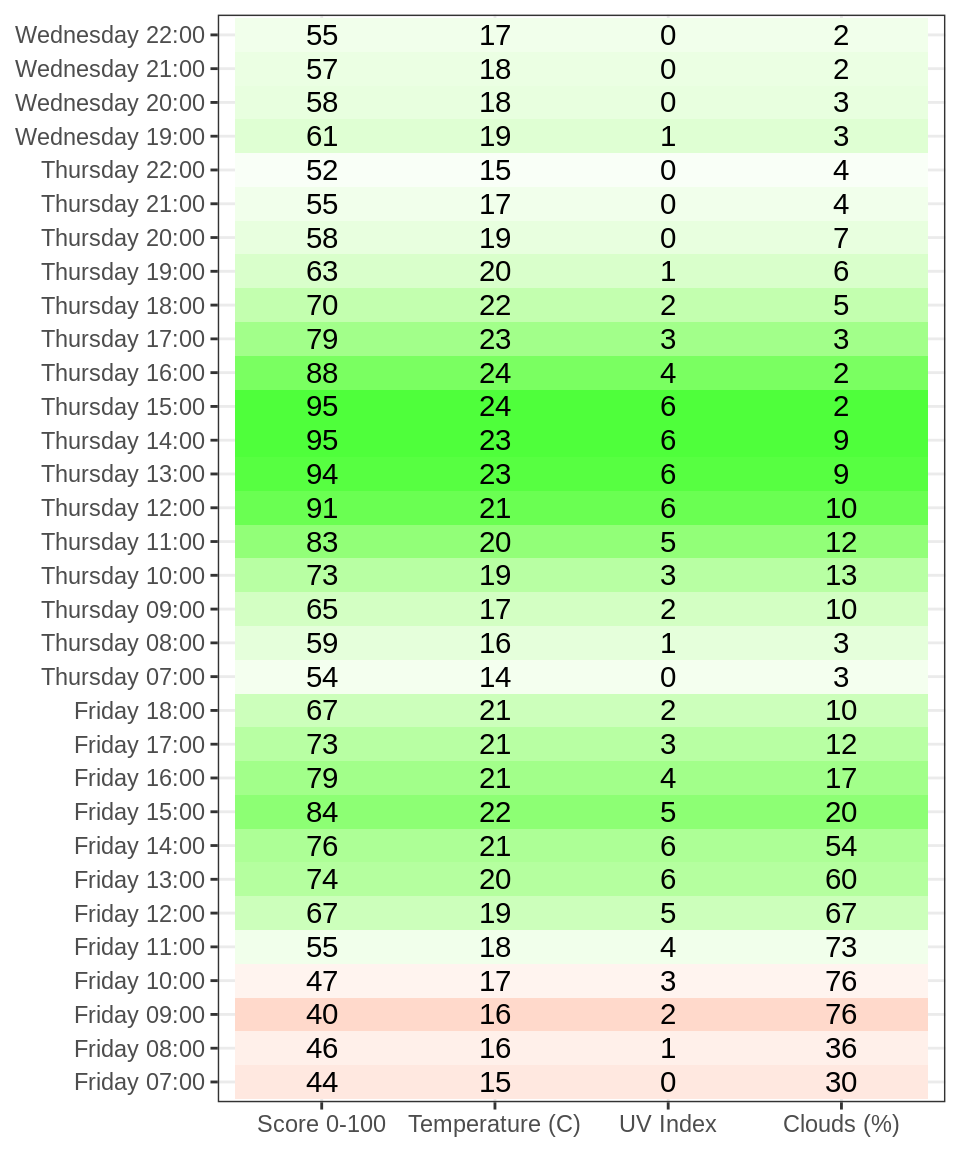 Wednesday 22:00 55 17 0 2
Wednesday 21:00 57 18 0 2
Wednesday 20:00 58 18 0 3
Wednesday 19:00 61 19 1 3
Thursday 22:00 52 15 0 4
Thursday 21:00 55 17 0 4
Thursday 20:00 58 19 0 7
Thursday 19:00 63 20 1 6
Thursday 18:00 70 22 2 5
Thursday 17:00 79 23 3 3
Thursday 16:00 88 24 4 2
Thursday 15:00 95 24 6 2
Thursday 14:00 95 23 6 9
Thursday 13:00 94 23 6 9
Thursday 12:00 91 21 6 10
Thursday 11:00 83 20 5 12
Thursday 10:00 73 19 3 13
Thursday 09:00 65 17 2 10
Thursday 08:00 59 16 1 3
Thursday 07:00 54 14 0 3
Friday 18:00 67 21 2 10
Friday 17:00 73 21 3 12
Friday 16:00 79 21 4 17
Friday 15:00 84 22 5 20
Friday 14:00 76 21 6 54
Friday 13:00 74 20 6 60
Friday 12:00 67 19 5 67
Friday 11:00 55 18 4 73
Friday 10:00 47 17 3 76
Friday 09:00 40 16 2 76
Friday 08:00 46 16 1 36
Friday 07:00 44 15 0 30
Score 0-100 Temperature (C) UV Index Clouds (%)